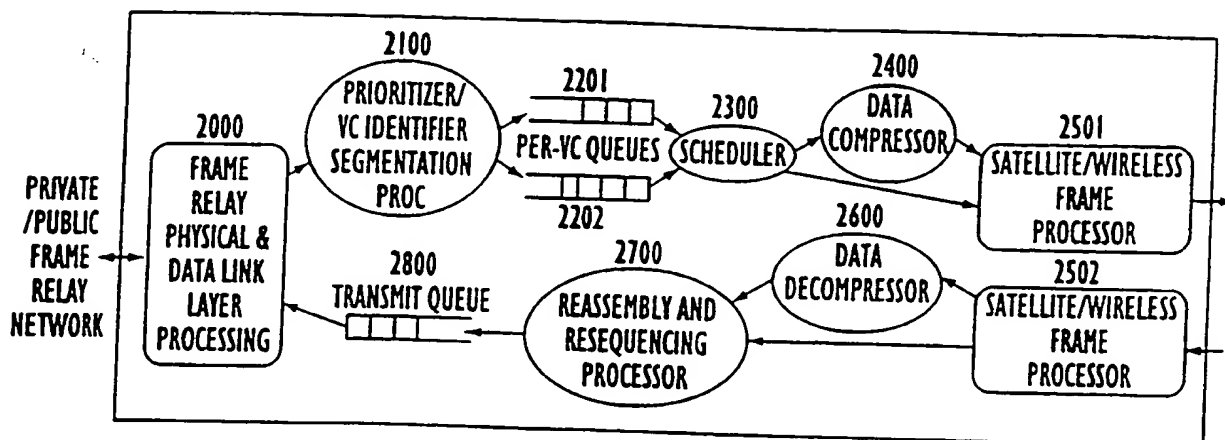 PRIVATE
/PUBLIC
FRAME
RELAY
NETWORK
2000
FRAME
RELAY
PHYSICAL &
DATA LINK
LAYER
PROCESSING
2100
PRIORITIZER/
VC IDENTIFIER
SEGMENTATION
PROC
2201
PER-VC QUEUES
2202
2300
SCHEDULER
2400
DATA
COMPRESSOR
2501
SATELLITE/WIRELESS
FRAME
PROCESSOR
2502
SATELLITE/WIRELESS
FRAME
PROCESSOR
2600
DATA
DECOMPRESSOR
2700
REASSEMBLY AND
RESEQUENCING
PROCESSOR
2800
TRANSMIT QUEUE